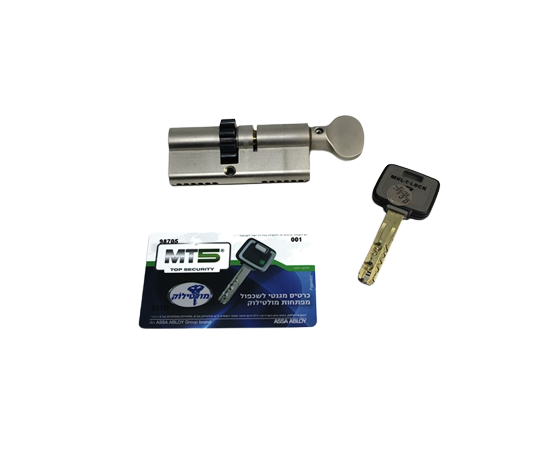 MUL-T-LOCK
98705
001
MT5
TOP SECURITY
מולטילוק
כרטיס מגנטי לשכפול
מפתחות מולטילוק
An ASSA ABLOY Group brand
ASSA ABLOY